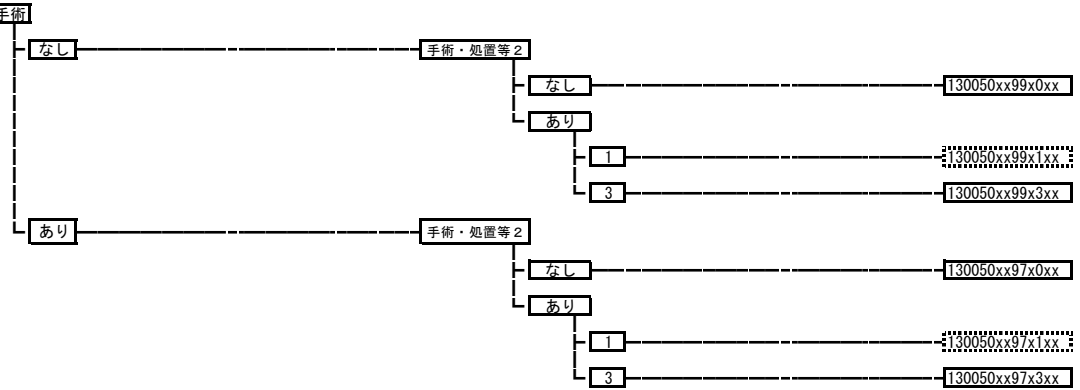 手術
なし 手術・処置等2
なし 130050xx99x0xx
あり
1 130050xx99x1xx
3 130050xx99x3xx
あり 手術・処置等2
なし 130050xx97x0xx
あり
1 130050xx97x1xx
3 130050xx97x3xx